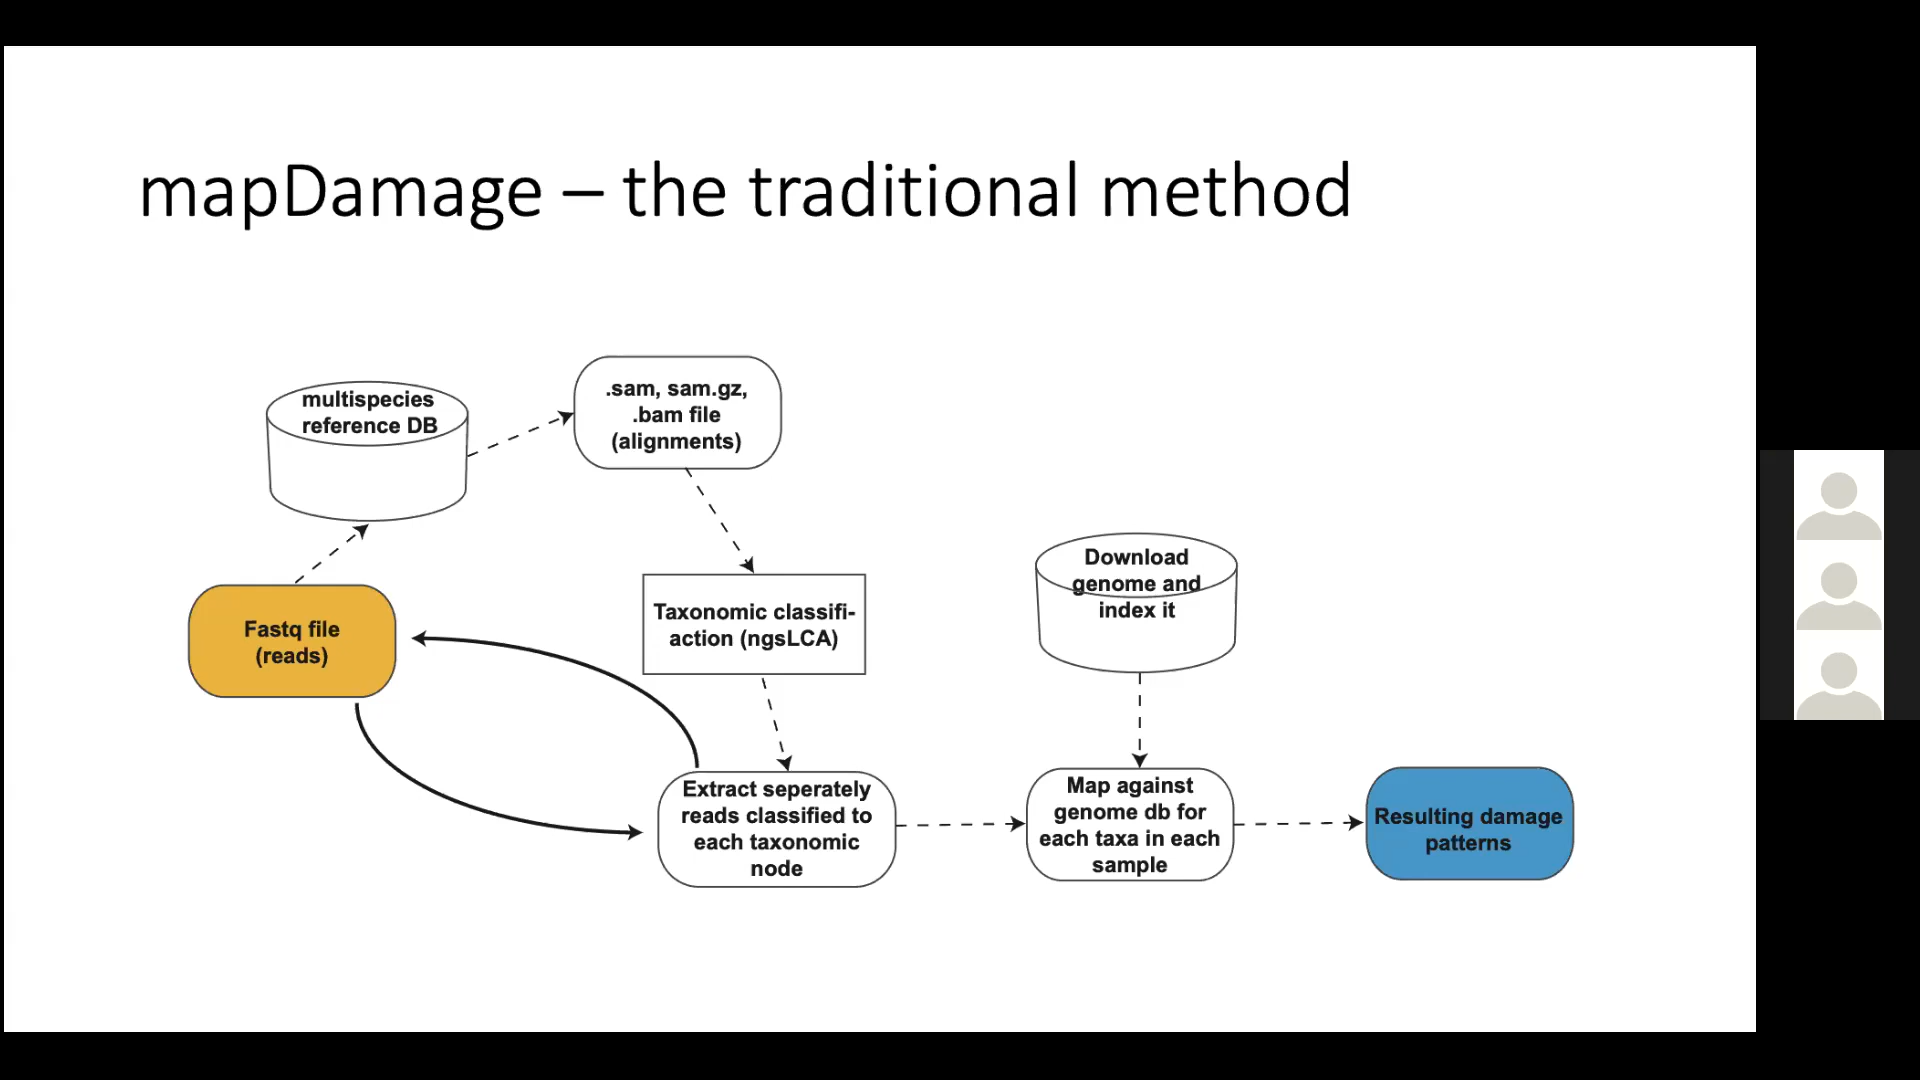 mapDamage – the traditional method
multispecies
reference DB
.sam, sam.gz,
.bam file
(alignments)
Fastq file
(reads)
Taxonomic classifi-
action (ngsLCA)
Download
genome and
index it
Extract seperately
reads classified to
each taxonomic
node
Map against
genome db for
each taxa in each
sample
Resulting damage
patterns